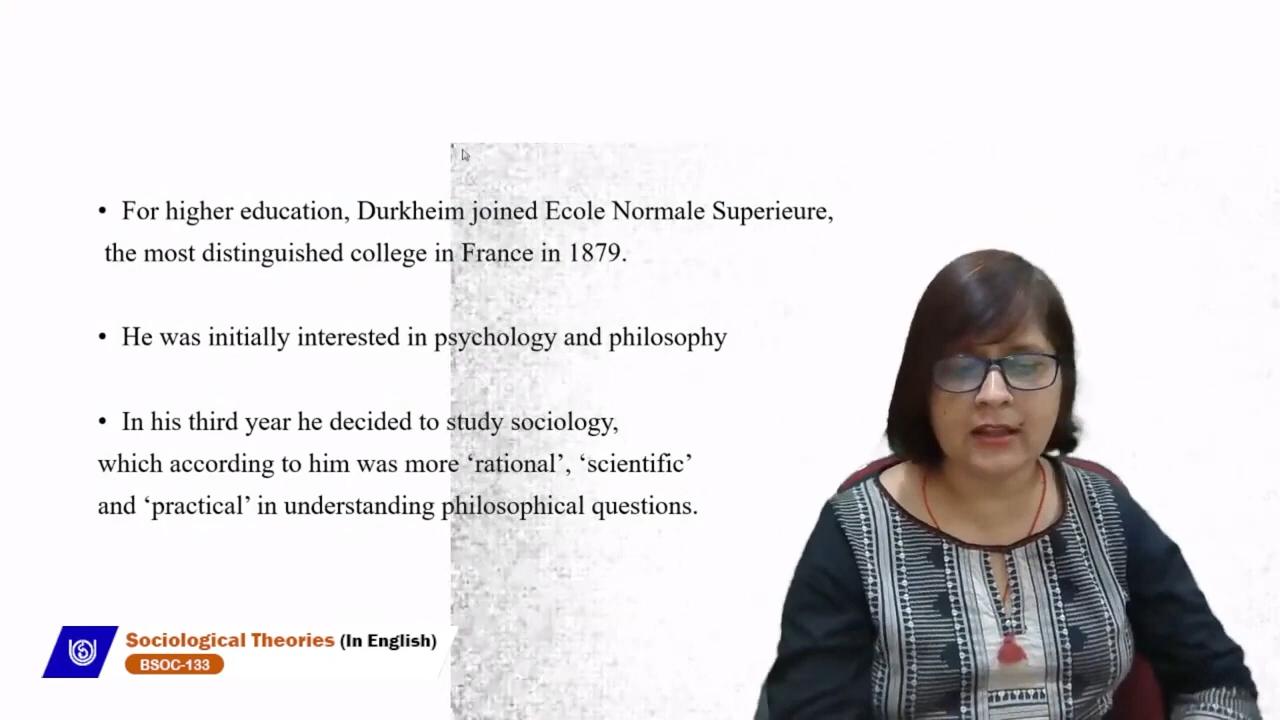 • For higher education, Durkheim joined Ecole Normale Superieure,
the most distinguished college in France in 1879.
• He was initially interested in psychology and philosophy
• In his third year he decided to study sociology,
which according to him was more ‘rational’, ‘scientific’
and ‘practical’ in understanding philosophical questions.
Sociological Theories (In English)
BSOC-133